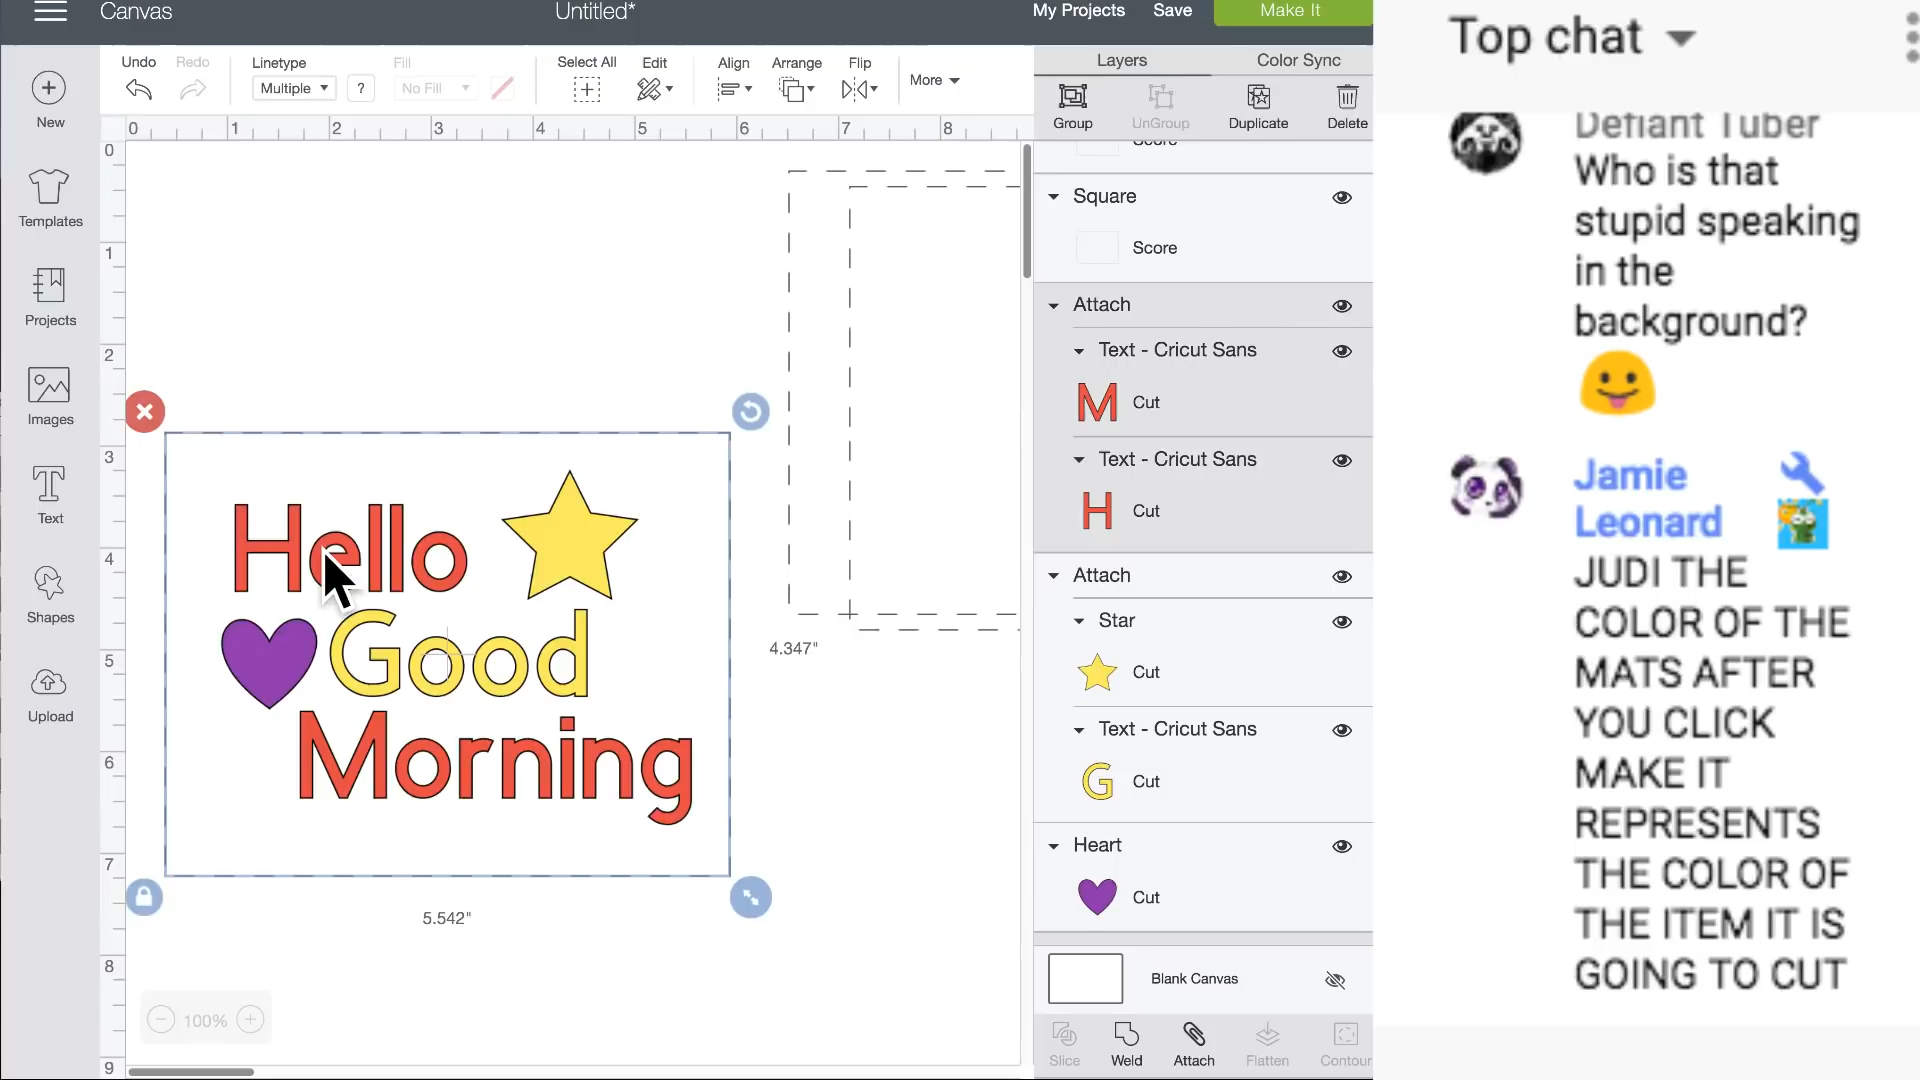 Canvas
Untitled*
My Projects
Save
Make It
Undo
Redo
Linetype
Multiple
?
Fill
No Fill
Select All
Edit
Align
Arrange
Flip
More
Layers
Color Sync
Group
UnGroup
Duplicate
Delete
New
Templates
Projects
Images
Text
Shapes
Upload
0 1 2 3 4 5 6 7 8
0
1
2
3
4
5
6
7
8
9
Hello
Good
Morning
4.347"
5.542"
100%
Score
Square
Score
Attach
Text - Cricut Sans
M Cut
Text - Cricut Sans
H Cut
Attach
Star
Cut
Text - Cricut Sans
G Cut
Heart
Cut
Blank Canvas
Slice
Weld
Attach
Flatten
Contour
Top chat
Defiant Tuber
Who is that
stupid speaking
in the
background?
Jamie
Leonard
JUDI THE
COLOR OF THE
MATS AFTER
YOU CLICK
MAKE IT
REPRESENTS
THE COLOR OF
THE ITEM IT IS
GOING TO CUT